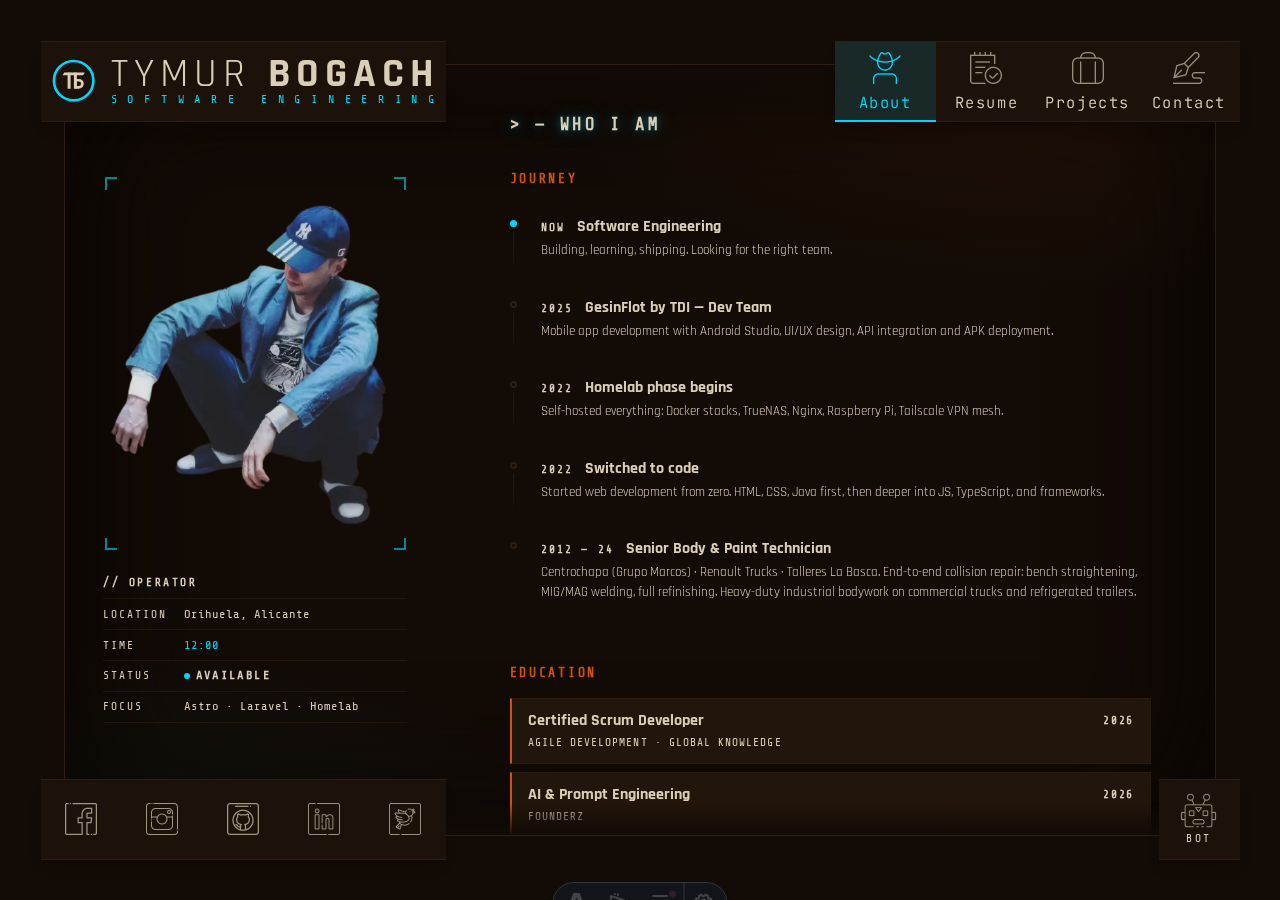 TYMUR BOGACH
SOFTWARE ENGINEERING
About
Resume
Projects
Contact
> — WHO I AM
JOURNEY
NOW Software Engineering
Building, learning, shipping. Looking for the right team.
2025 GesinFlot by TDI — Dev Team
Mobile app development with Android Studio, UI/UX design, API integration and APK deployment.
2022 Homelab phase begins
Self-hosted everything: Docker stacks, TrueNAS, Nginx, Raspberry Pi, Tailscale VPN mesh.
2022 Switched to code
Started web development from zero. HTML, CSS, Java first, then deeper into JS, TypeScript, and frameworks.
2012 — 24 Senior Body & Paint Technician
Centrochapa (Grupo Marcos) · Renault Trucks · Talleres La Basca. End-to-end collision repair: bench straightening,
MIG/MAG welding, full refinishing. Heavy-duty industrial bodywork on commercial trucks and refrigerated trailers.
// OPERATOR
LOCATION Orihuela, Alicante
TIME 12:00
STATUS AVAILABLE
FOCUS Astro · Laravel · Homelab
EDUCATION
Certified Scrum Developer 2026
AGILE DEVELOPMENT · GLOBAL KNOWLEDGE
AI & Prompt Engineering 2026
FOUNDERZ
BOT